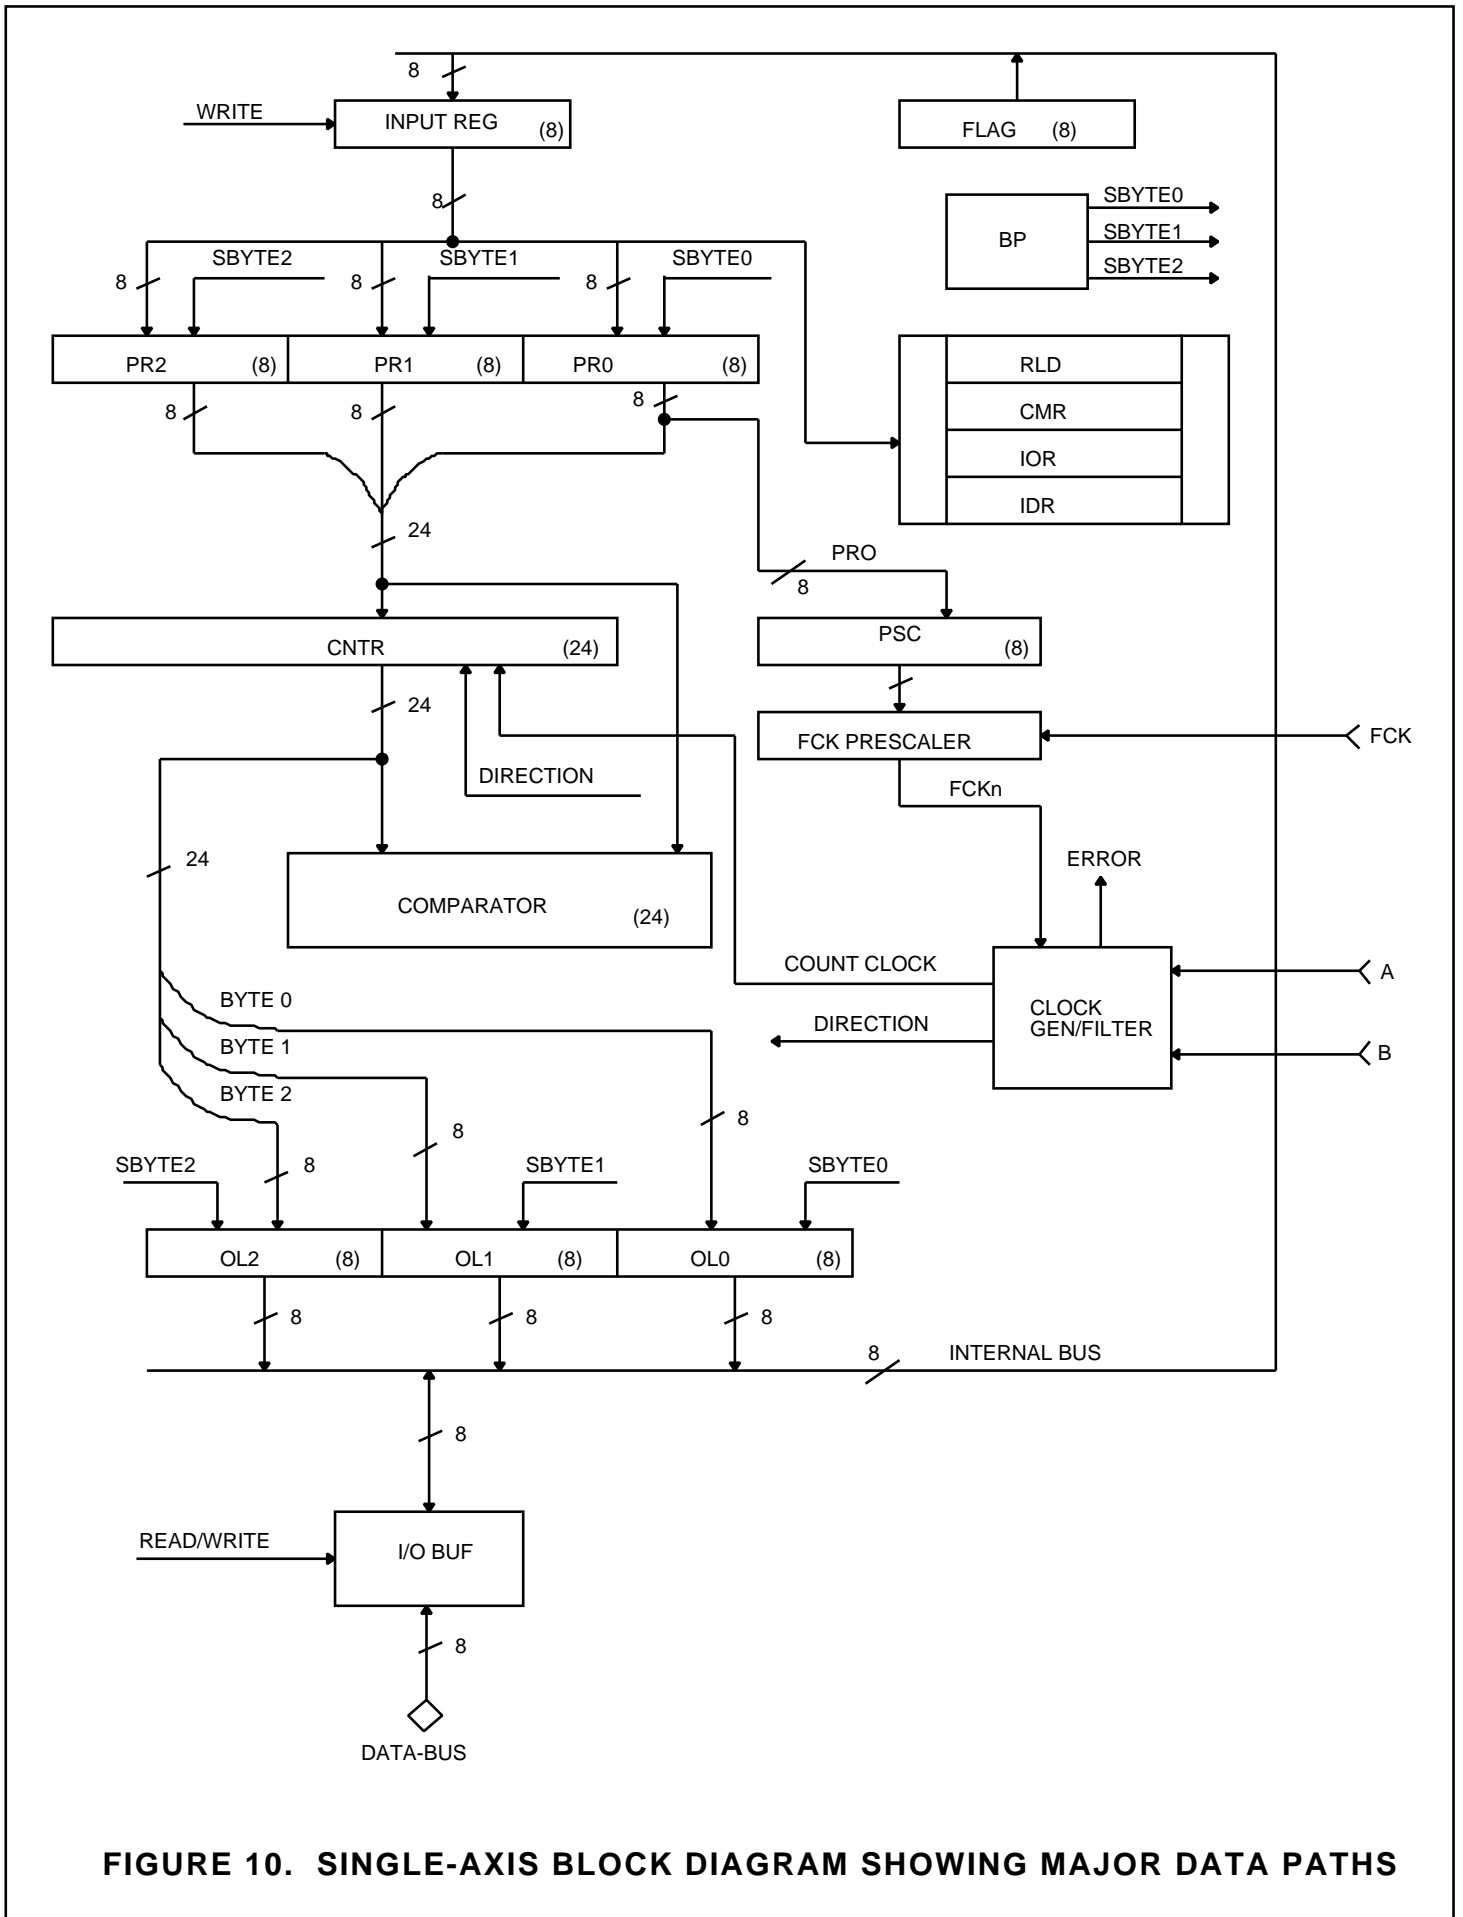 8
WRITE
INPUT REG (8)
FLAG (8)
8
SBYTE0
BP
SBYTE1
SBYTE2
SBYTE2
SBYTE1
SBYTE0
8
8
8
PR2 (8)
PR1 (8)
PR0 (8)
RLD
CMR
IOR
IDR
8
8
8
24
PRO
8
CNTR (24)
PSC (8)
24
FCK PRESCALER
FCK
DIRECTION
FCKn
24
ERROR
COMPARATOR (24)
COUNT CLOCK
A
BYTE 0
CLOCK
GEN/FILTER
DIRECTION
BYTE 1
B
BYTE 2
8
8
8
SBYTE2
SBYTE1
SBYTE0
OL2 (8)
OL1 (8)
OL0 (8)
8
8
8
8
INTERNAL BUS
8
READ/WRITE
I/O BUF
8
DATA-BUS
FIGURE 10. SINGLE-AXIS BLOCK DIAGRAM SHOWING MAJOR DATA PATHS